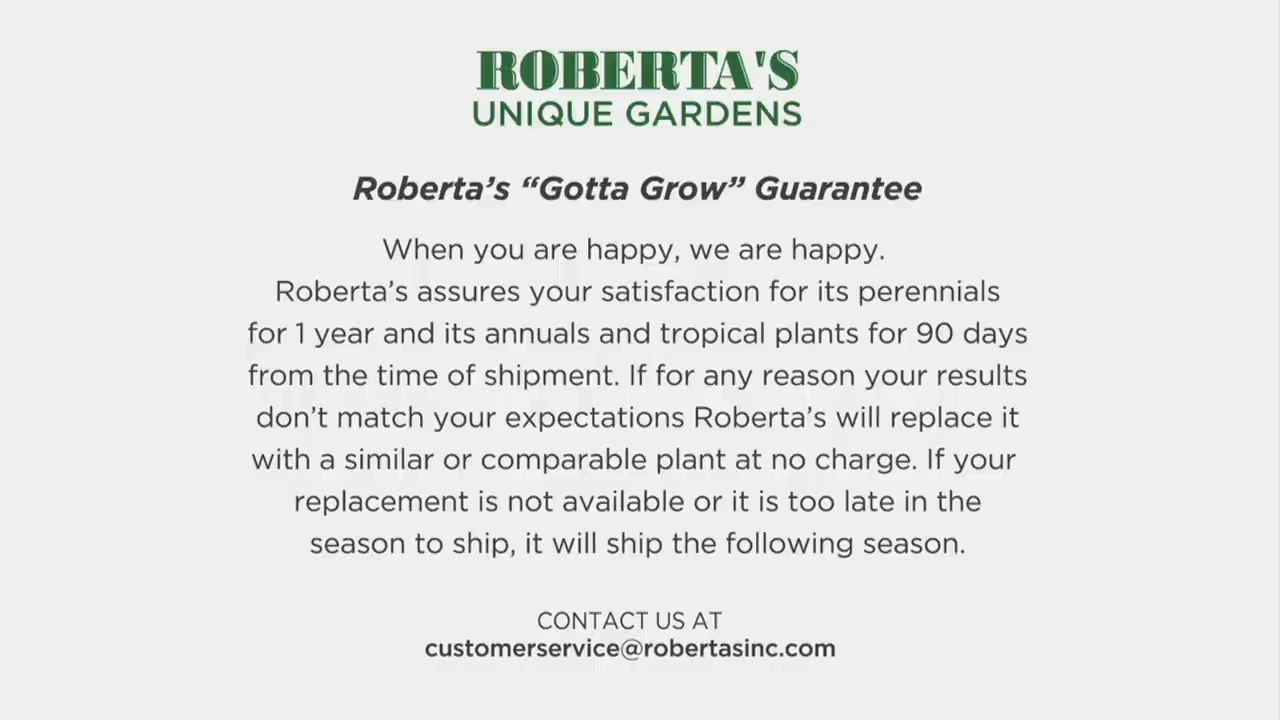 ROBERTA'S
UNIQUE GARDENS
Roberta’s “Gotta Grow” Guarantee
When you are happy, we are happy.
Roberta’s assures your satisfaction for its perennials
for 1 year and its annuals and tropical plants for 90 days
from the time of shipment. If for any reason your results
don’t match your expectations Roberta’s will replace it
with a similar or comparable plant at no charge. If your
replacement is not available or it is too late in the
season to ship, it will ship the following season.
CONTACT US AT
customerservice@robertasinc.com